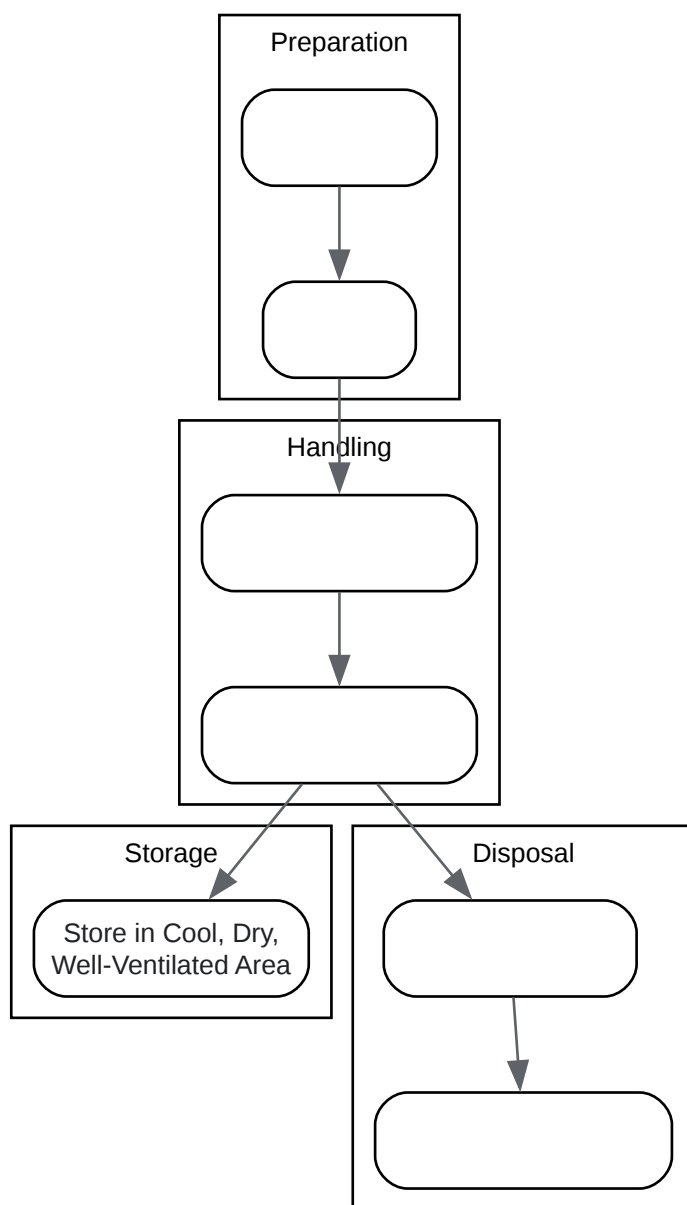 Preparation
Handling
Storage
Disposal
Store in Cool, Dry,
Well-Ventilated Area